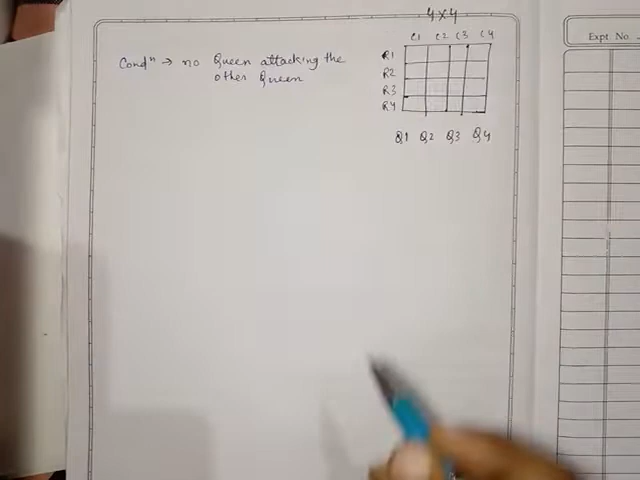 4x4
C1 C2 C3 C4
Condn → no Queen attacking the
other Queen
R1
R2
R3
R4
Q1 Q2 Q3 Q4
Expt. No.